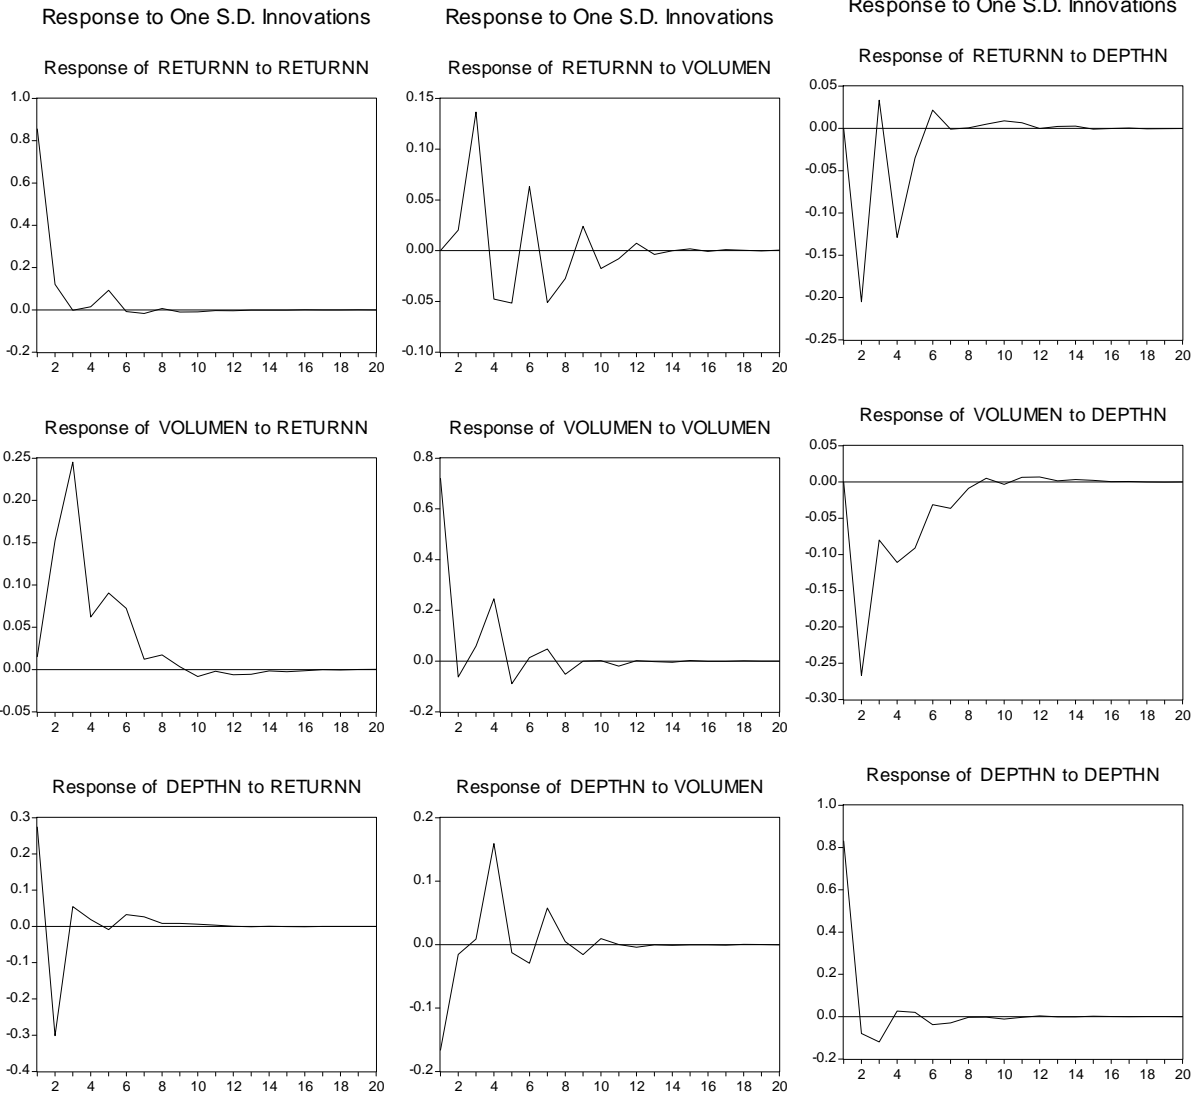 Response to One S.D. Innovations
Response to One S.D. Innovations
Response to One S.D. Innovations
Response of RETURNN to RETURNN
1.0
0.8
0.6
0.4
0.2
0.0
-0.2
2 4 6 8 10 12 14 16 18 20
Response of RETURNN to VOLUMEN
0.15
0.10
0.05
0.00
-0.05
-0.10
2 4 6 8 10 12 14 16 18 20
Response of RETURNN to DEPTHN
0.05
0.00
-0.05
-0.10
-0.15
-0.20
-0.25
2 4 6 8 10 12 14 16 18 20
Response of VOLUMEN to RETURNN
0.25
0.20
0.15
0.10
0.05
0.00
-0.05
2 4 6 8 10 12 14 16 18 20
Response of VOLUMEN to VOLUMEN
0.8
0.6
0.4
0.2
0.0
-0.2
2 4 6 8 10 12 14 16 18 20
Response of VOLUMEN to DEPTHN
0.05
0.00
-0.05
-0.10
-0.15
-0.20
-0.25
-0.30
2 4 6 8 10 12 14 16 18 20
Response of DEPTHN to RETURNN
0.3
0.2
0.1
0.0
-0.1
-0.2
-0.3
-0.4
2 4 6 8 10 12 14 16 18 20
Response of DEPTHN to VOLUMEN
0.2
0.1
0.0
-0.1
-0.2
2 4 6 8 10 12 14 16 18 20
Response of DEPTHN to DEPTHN
1.0
0.8
0.6
0.4
0.2
0.0
-0.2
2 4 6 8 10 12 14 16 18 20